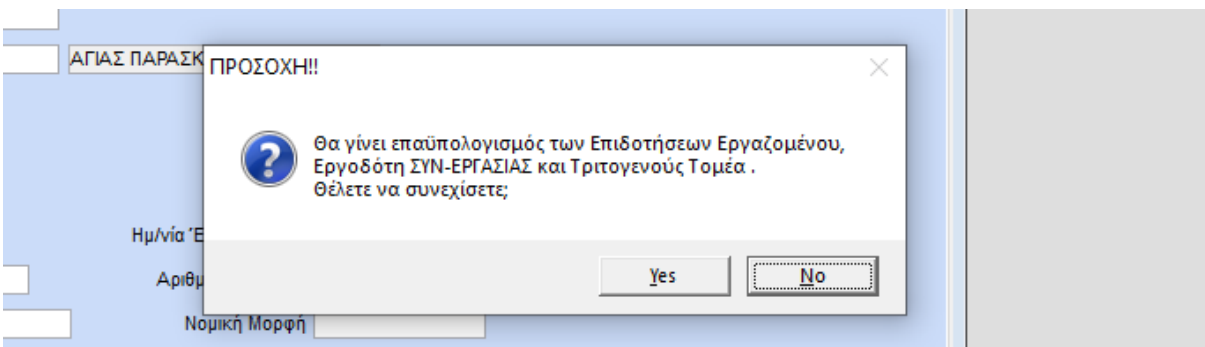 ΑΓΙΑΣ ΠΑΡΑΣΚ
ΠΡΟΣΟΧΗ!!
Θα γίνει επαϋπολογισμός των Επιδοτήσεων Εργαζομένου,
Εργοδότη ΣΥΝ-ΕΡΓΑΣΙΑΣ και Τριτογενούς Τομέα .
Θέλετε να συνεχίσετε;
Ημ/νία Έ
Αριθμ
Yes No
Νομική Μορφή